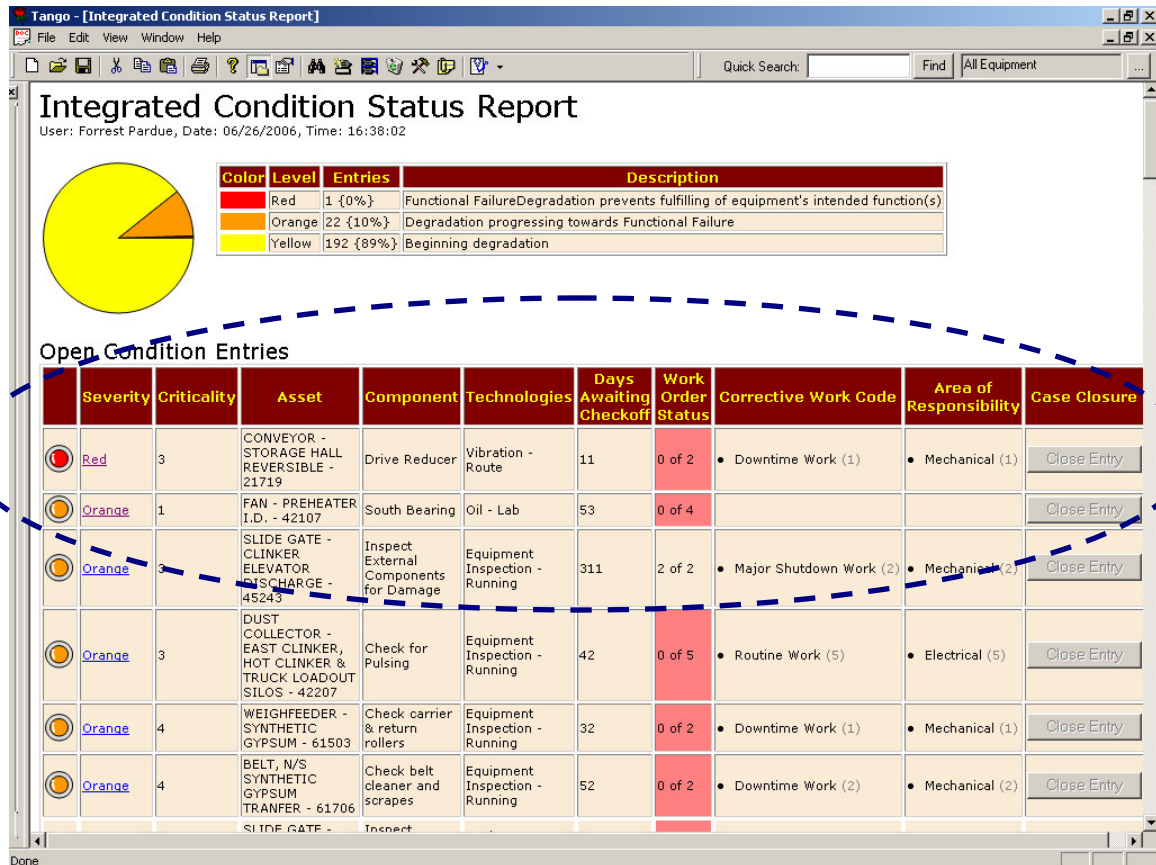 Tango - [Integrated Condition Status Report]
File Edit View Window Help
Quick Search: Find All Equipment ...
Integrated Condition Status Report
User: Forrest Pardue, Date: 06/26/2006, Time: 16:38:02
Color Level Entries Description
Red 1 {0%} Functional FailureDegradation prevents fulfilling of equipment's intended function(s)
Orange 22 {10%} Degradation progressing towards Functional Failure
Yellow 192 {89%} Beginning degradation
Open Condition Entries
Severity Criticality Asset Component Technologies Days Awaiting Checkoff Work Order Status Corrective Work Code Area of Responsibility Case Closure
Red 3 CONVEYOR - STORAGE HALL REVERSIBLE - 21719 Drive Reducer Vibration - Route 11 0 of 2 • Downtime Work (1) • Mechanical (1) Close Entry
Orange 1 FAN - PREHEATER I.D. - 42107 South Bearing Oil - Lab 53 0 of 4 Close Entry
Orange 3 SLIDE GATE - CLINKER ELEVATOR DISCHARGE - 45243 Inspect External Components for Damage Equipment Inspection - Running 311 2 of 2 • Major Shutdown Work (2) • Mechanical (2) Close Entry
Orange 3 DUST COLLECTOR - EAST CLINKER, HOT CLINKER & TRUCK LOADOUT SILOS - 42207 Check for Pulsing Equipment Inspection - Running 42 0 of 5 • Routine Work (5) • Electrical (5) Close Entry
Orange 4 WEIGHFEEDER - SYNTHETIC GYPSUM - 61503 Check carrier & return rollers Equipment Inspection - Running 32 0 of 2 • Downtime Work (1) • Mechanical (1) Close Entry
Orange 4 BELT, N/S SYNTHETIC GYPSUM TRANFER - 61706 Check belt cleaner and scrapes Equipment Inspection - Running 52 0 of 2 • Downtime Work (2) • Mechanical (2) Close Entry
SLIDE GATE - Inspect
Done